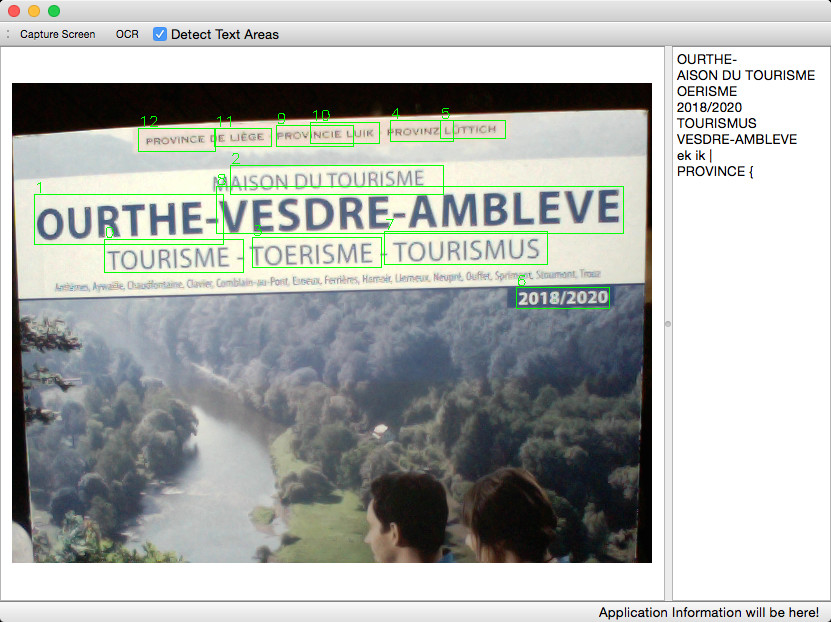 Capture Screen OCR Detect Text Areas
12 11 9 10 4 5
PROVINCE DE LIÈGE PROVINCIE LUIK PROVINZ LÜTTICH
2
MAISON DU TOURISME
1 8
OURTHE-VESDRE-AMBLEVE
0 3 7
TOURISME - TOERISME - TOURISMUS
Anthisnes, Aywaille, Chaudfontaine, Clavier, Comblain-au-Pont, Esneux, Ferrières, Hamoir, Lierneux, Neupré, Ouffet, Sprimont, Stoumont, Trooz
6
2018/2020
OURTHE-
AISON DU TOURISME
OERISME
2018/2020
TOURISMUS
VESDRE-AMBLEVE
ek ik |
PROVINCE {
Application Information will be here!